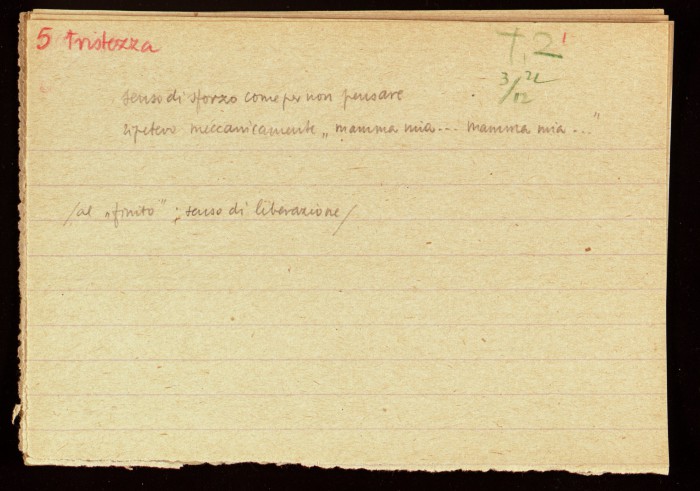 5 tristezza
T, 2'
3/12
senso di sforzo come per non pensare
ripetevo meccanicamente „mamma mia... mamma mia..."
/al „finito"; senso di liberazione/